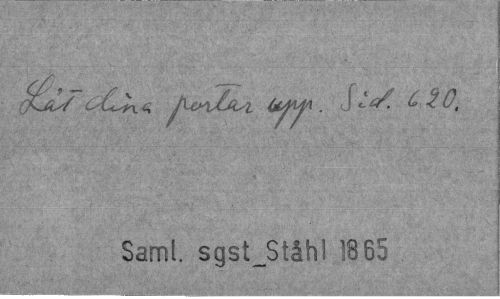 Låt dina portar upp. Sid. 620.
Saml. sgst_Ståhl 1865